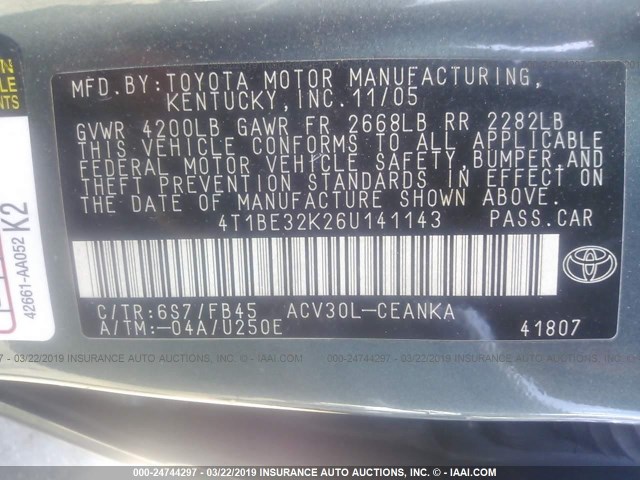 MFD.BY:TOYOTA MOTOR MANUFACTURING,
KENTUCKY,INC.11/05
GVWR 4200LB GAWR FR 2668LB RR 2282LB
THIS VEHICLE CONFORMS TO ALL APPLICABLE
FEDERAL MOTOR VEHICLE SAFETY,BUMPER,AND
THEFT PREVENTION STANDARDS IN EFFECT ON
THE DATE OF MANUFACTURE SHOWN ABOVE.
4T1BE32K26U141143 PASS.CAR
C/TR:6S7/FB45 ACV30L-CEANKA
A/TM:-04A/U250E 41807
TOYOTA
42661-AA052
K2
000-24744297 - 03/22/2019 INSURANCE AUTO AUCTIONS, INC. - © IAAI.COM